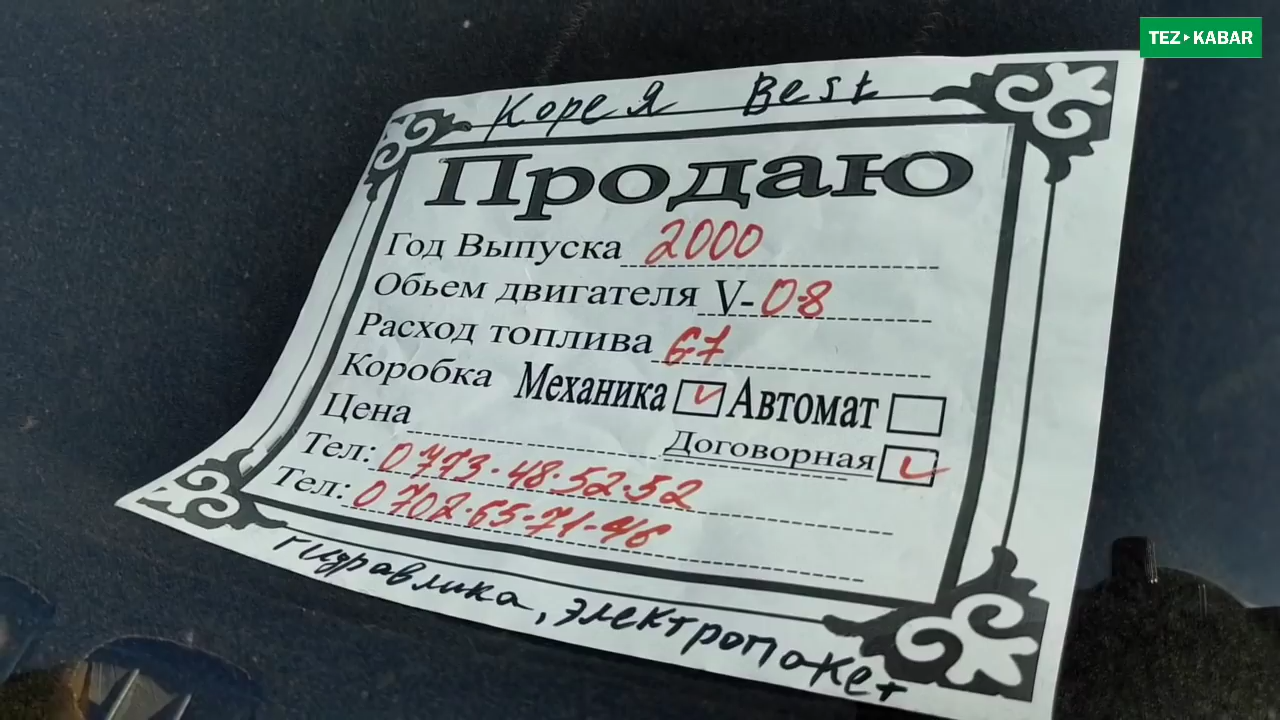 TEZ KABAR
Корея Best
Продаю
Год Выпуска 2000
Обьем двигателя V-0.8
Расход топлива 67
Коробка Механика Автомат
Цена Договорная
Тел: 0773.48.52.52
Тел: 0702.65-71-46
гидравлика, электропакет